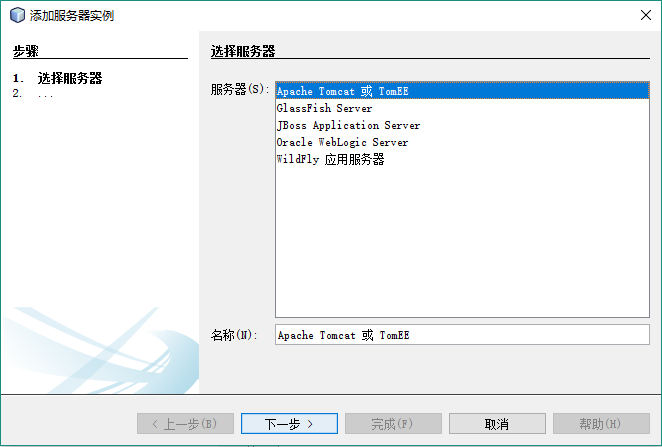 添加服务器实例
步骤
1. 选择服务器
2. ...
选择服务器
服务器(S):
Apache Tomcat 或 TomEE
GlassFish Server
JBoss Application Server
Oracle WebLogic Server
WildFly 应用服务器
名称(N): Apache Tomcat 或 TomEE
< 上一步(B) 下一步 > 完成(F) 取消 帮助(H)